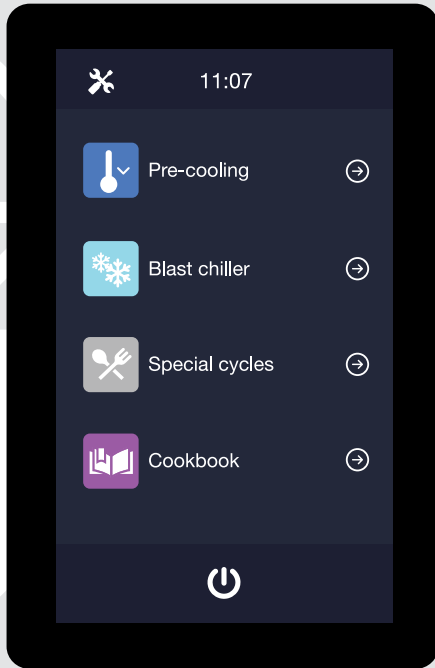 11:07
Pre-cooling
Blast chiller
Special cycles
Cookbook